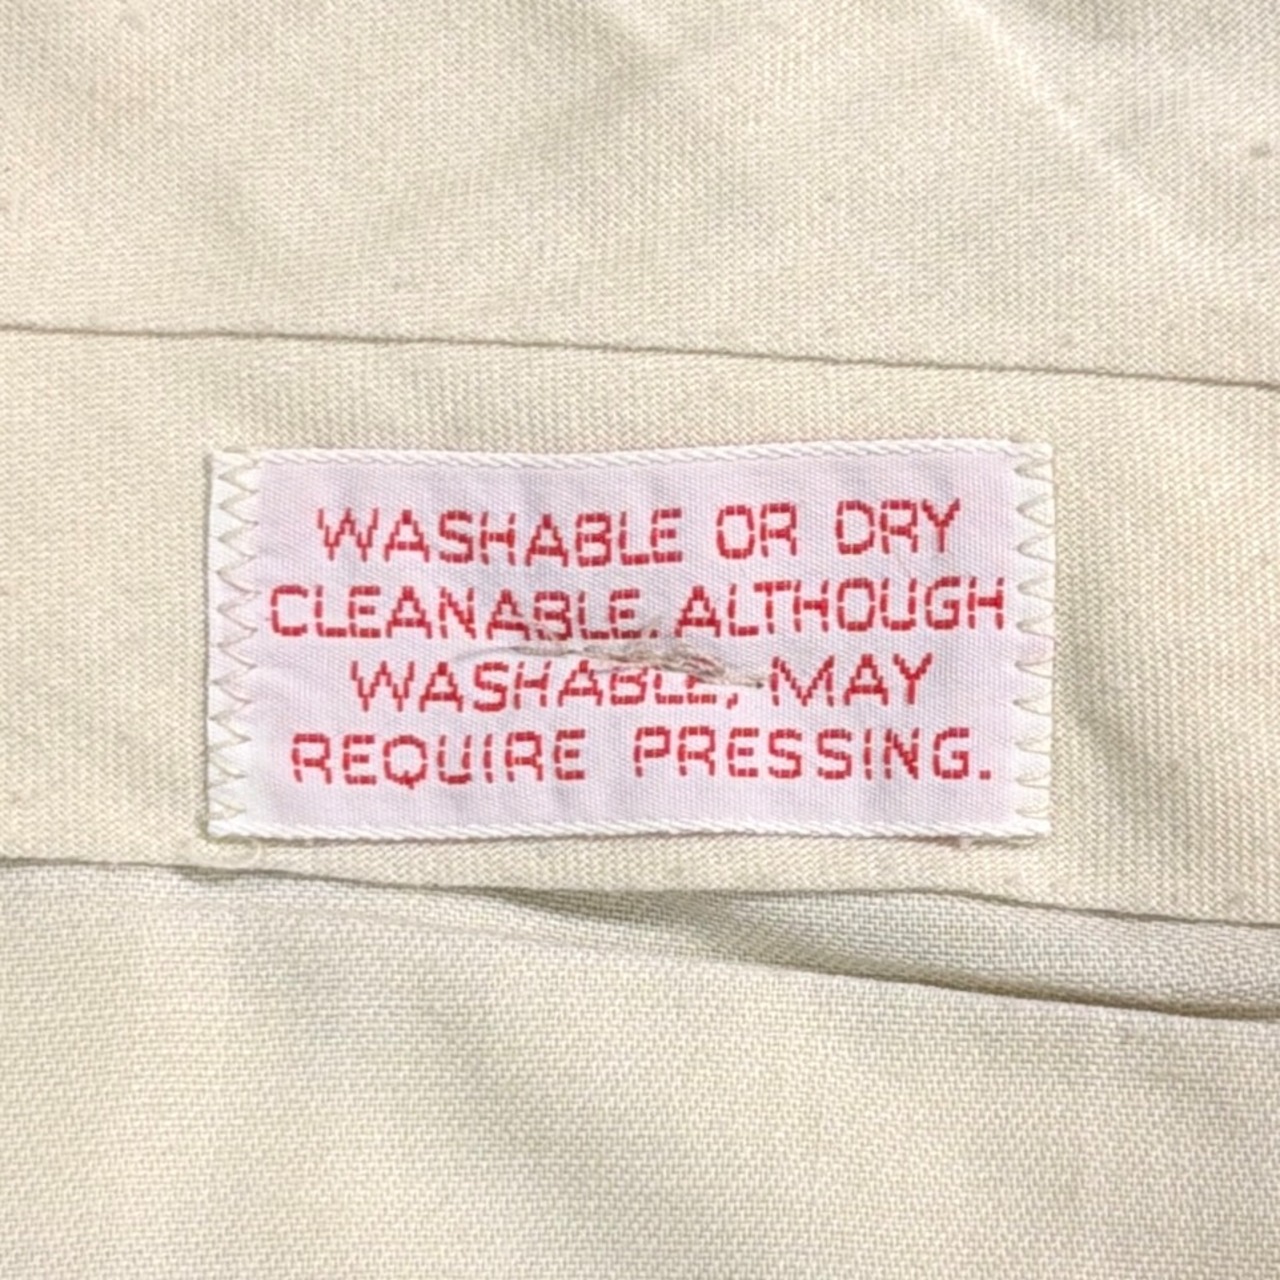 WASHABLE OR DRY
CLEANABLE. ALTHOUGH
WASHABLE, MAY
REQUIRE PRESSING.